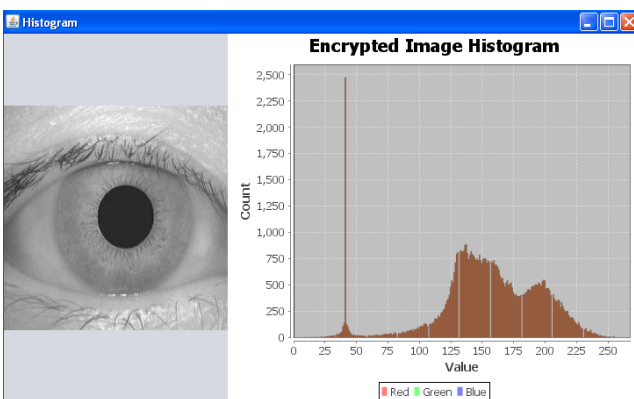 Histogram
Encrypted Image Histogram
2,500
2,250
2,000
1,750
1,500
1,250
1,000
750
500
250
0
Count
0 25 50 75 100 125 150 175 200 225 250
Value
Red Green Blue